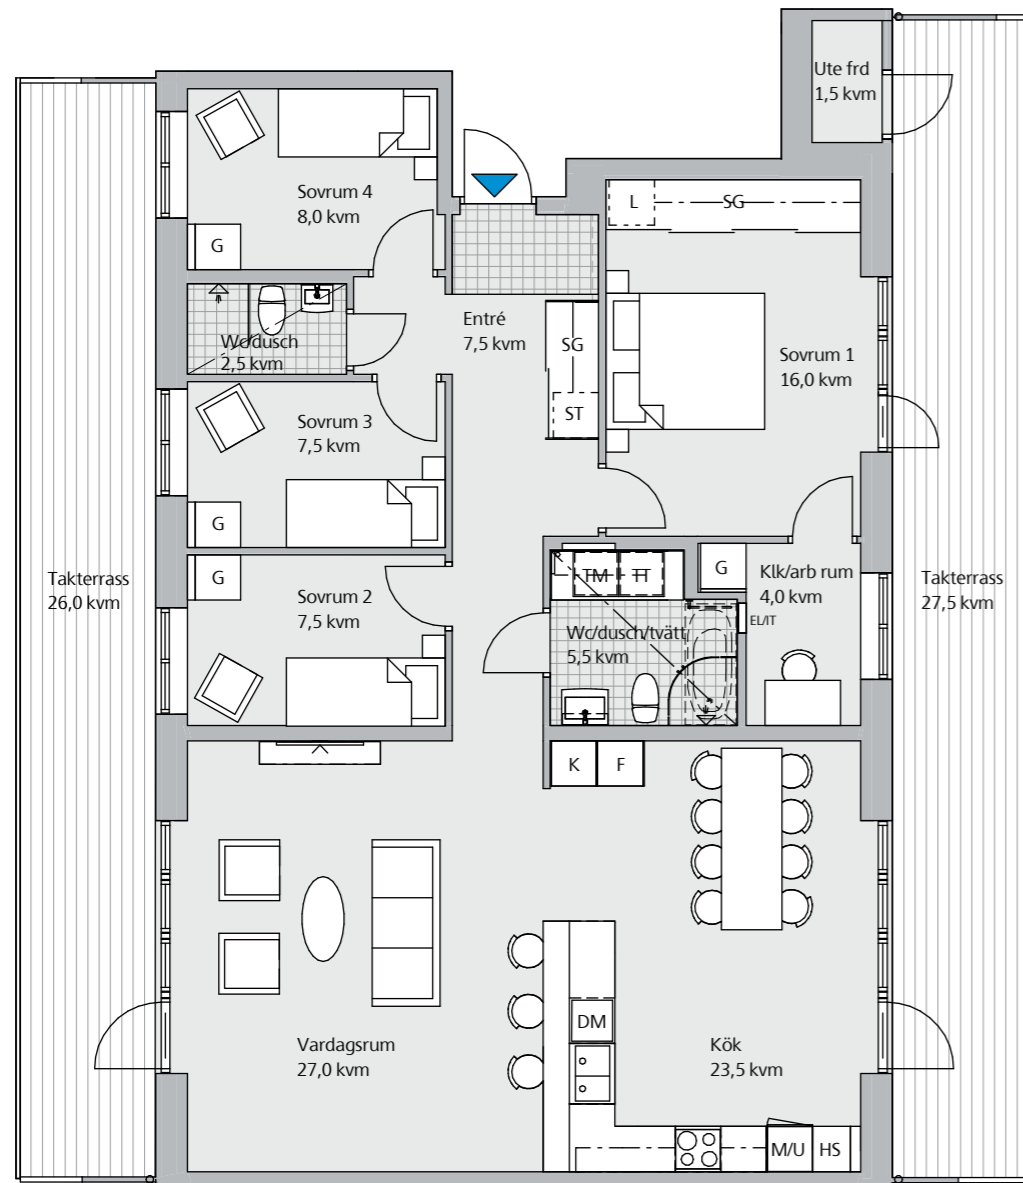 Ute frd
1,5 kvm
Sovrum 4
8,0 kvm
L
SG
G
Entré
7,5 kvm
Wc/dusch
2,5 kvm
SG
ST
Sovrum 1
16,0 kvm
Sovrum 3
7,5 kvm
G
G
Sovrum 2
7,5 kvm
Takterrass
26,0 kvm
TM
TT
G
Klk/arb rum
4,0 kvm
EL/IT
Takterrass
27,5 kvm
Wc/dusch/tvätt
5,5 kvm
K
F
DM
Vardagsrum
27,0 kvm
Kök
23,5 kvm
M/U
HS